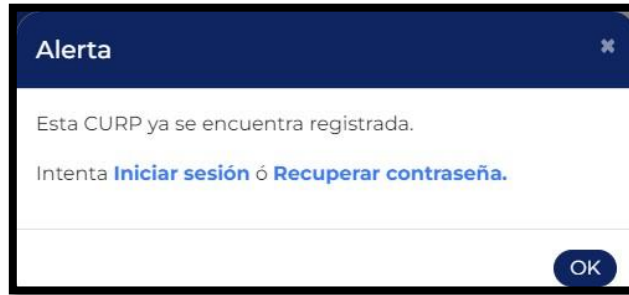 Alerta
Esta CURP ya se encuentra registrada.
Intenta Iniciar sesión ó Recuperar contraseña.
OK